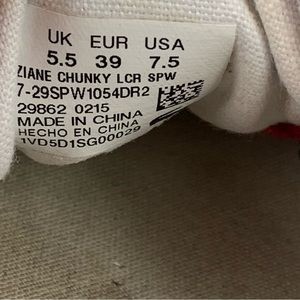 UK EUR USA
5.5 39 7.5
ZIANE CHUNKY LCR SPW
7-29SPW1054DR2
29862 0215
MADE IN CHINA
HECHO EN CHINA
1VD5D1SG00029